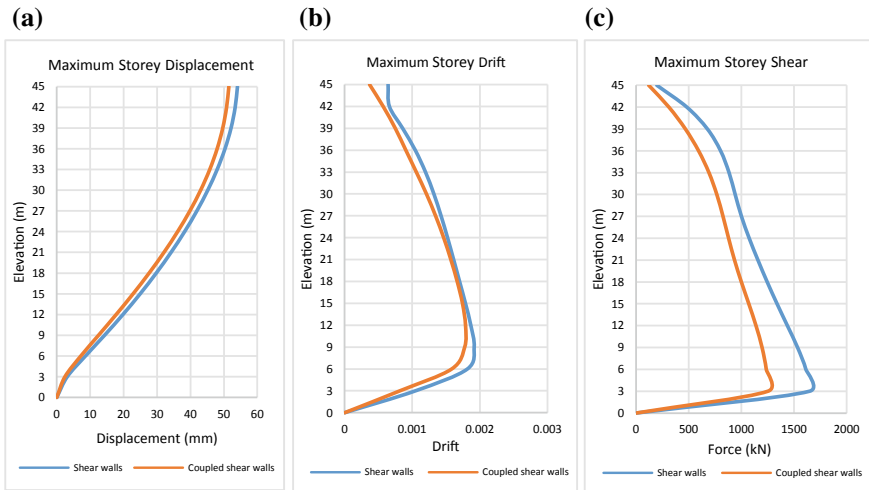 (a)
Maximum Storey Displacement
45
42
39
36
33
30
27
24
21
18
15
12
9
6
3
0
Elevation (m)
0 10 20 30 40 50 60
Displacement (mm)
Shear walls Coupled shear walls
(b)
Maximum Storey Drift
45
42
39
36
33
30
27
24
21
18
15
12
9
6
3
0
Elevation (m)
0 0.001 0.002 0.003
Drift
Shear walls Coupled shear walls
(c)
Maximum Storey Shear
45
42
39
36
33
30
27
24
21
18
15
12
9
6
3
0
Elevation (m)
0 500 1000 1500 2000
Force (kN)
Shear walls Coupled shear walls